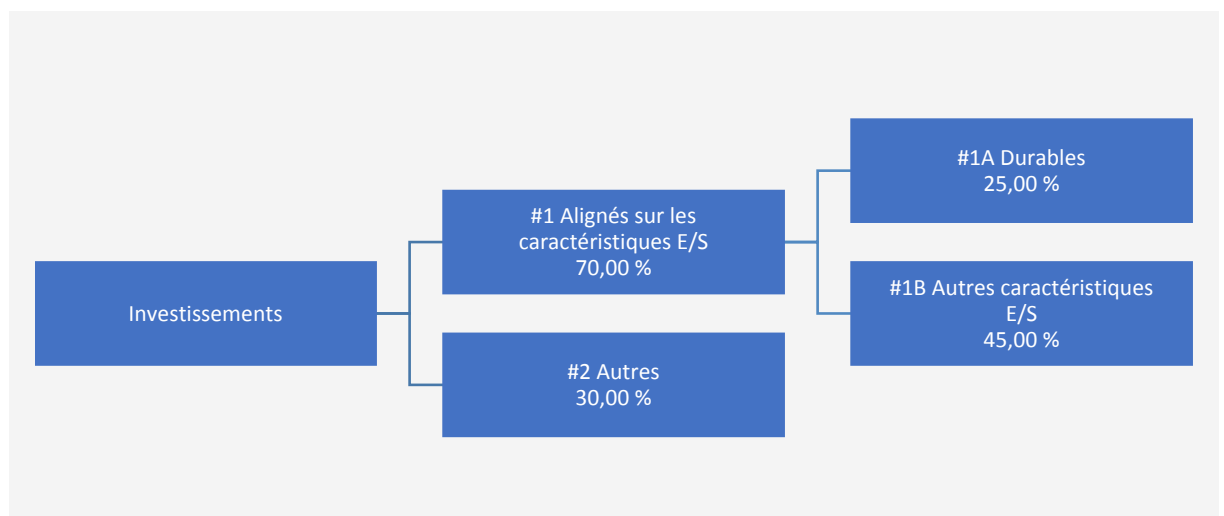 Investissements
#1 Alignés sur les
caractéristiques E/S
70,00 %
#2 Autres
30,00 %
#1A Durables
25,00 %
#1B Autres caractéristiques
E/S
45,00 %